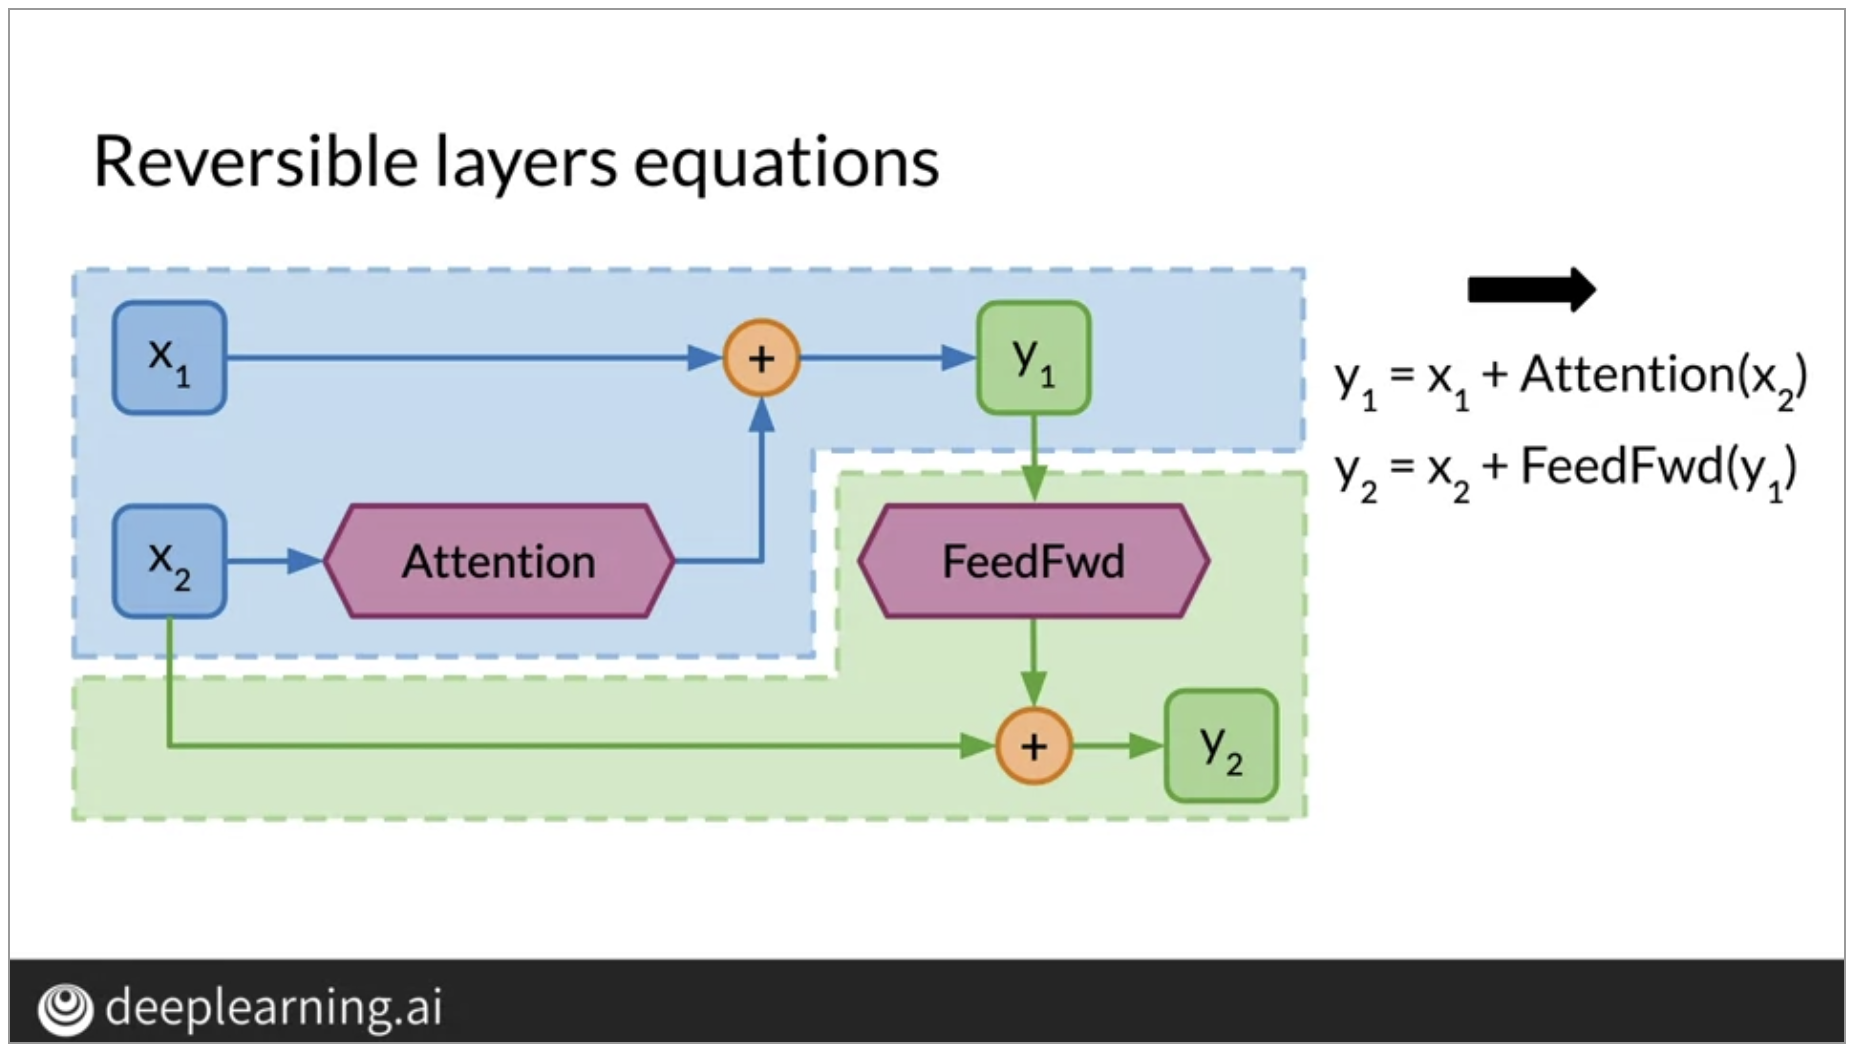 Reversible layers equations
x₁
+
y₁
y₁ = x₁ + Attention(x₂)
y₂ = x₂ + FeedFwd(y₁)
x₂
Attention
FeedFwd
+
y₂
deeplearning.ai